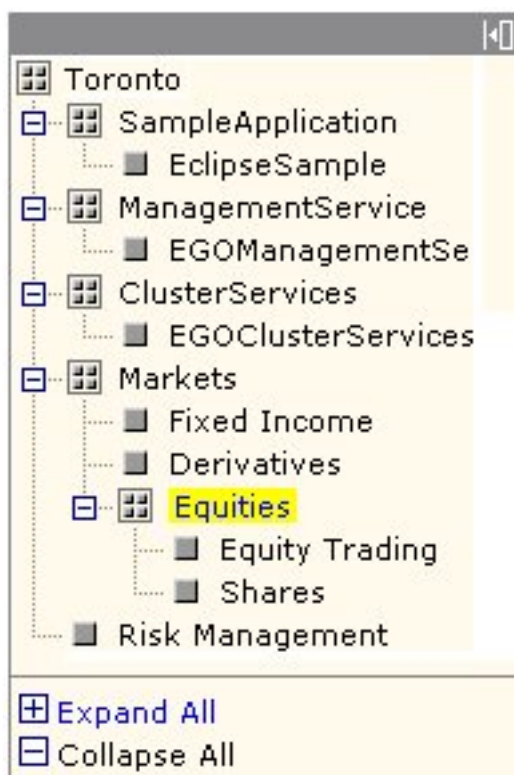 Toronto
SampleApplication
EclipseSample
ManagementService
EGOManagementSe
ClusterServices
EGOClusterServices
Markets
Fixed Income
Derivatives
Equities
Equity Trading
Shares
Risk Management
Expand All
Collapse All